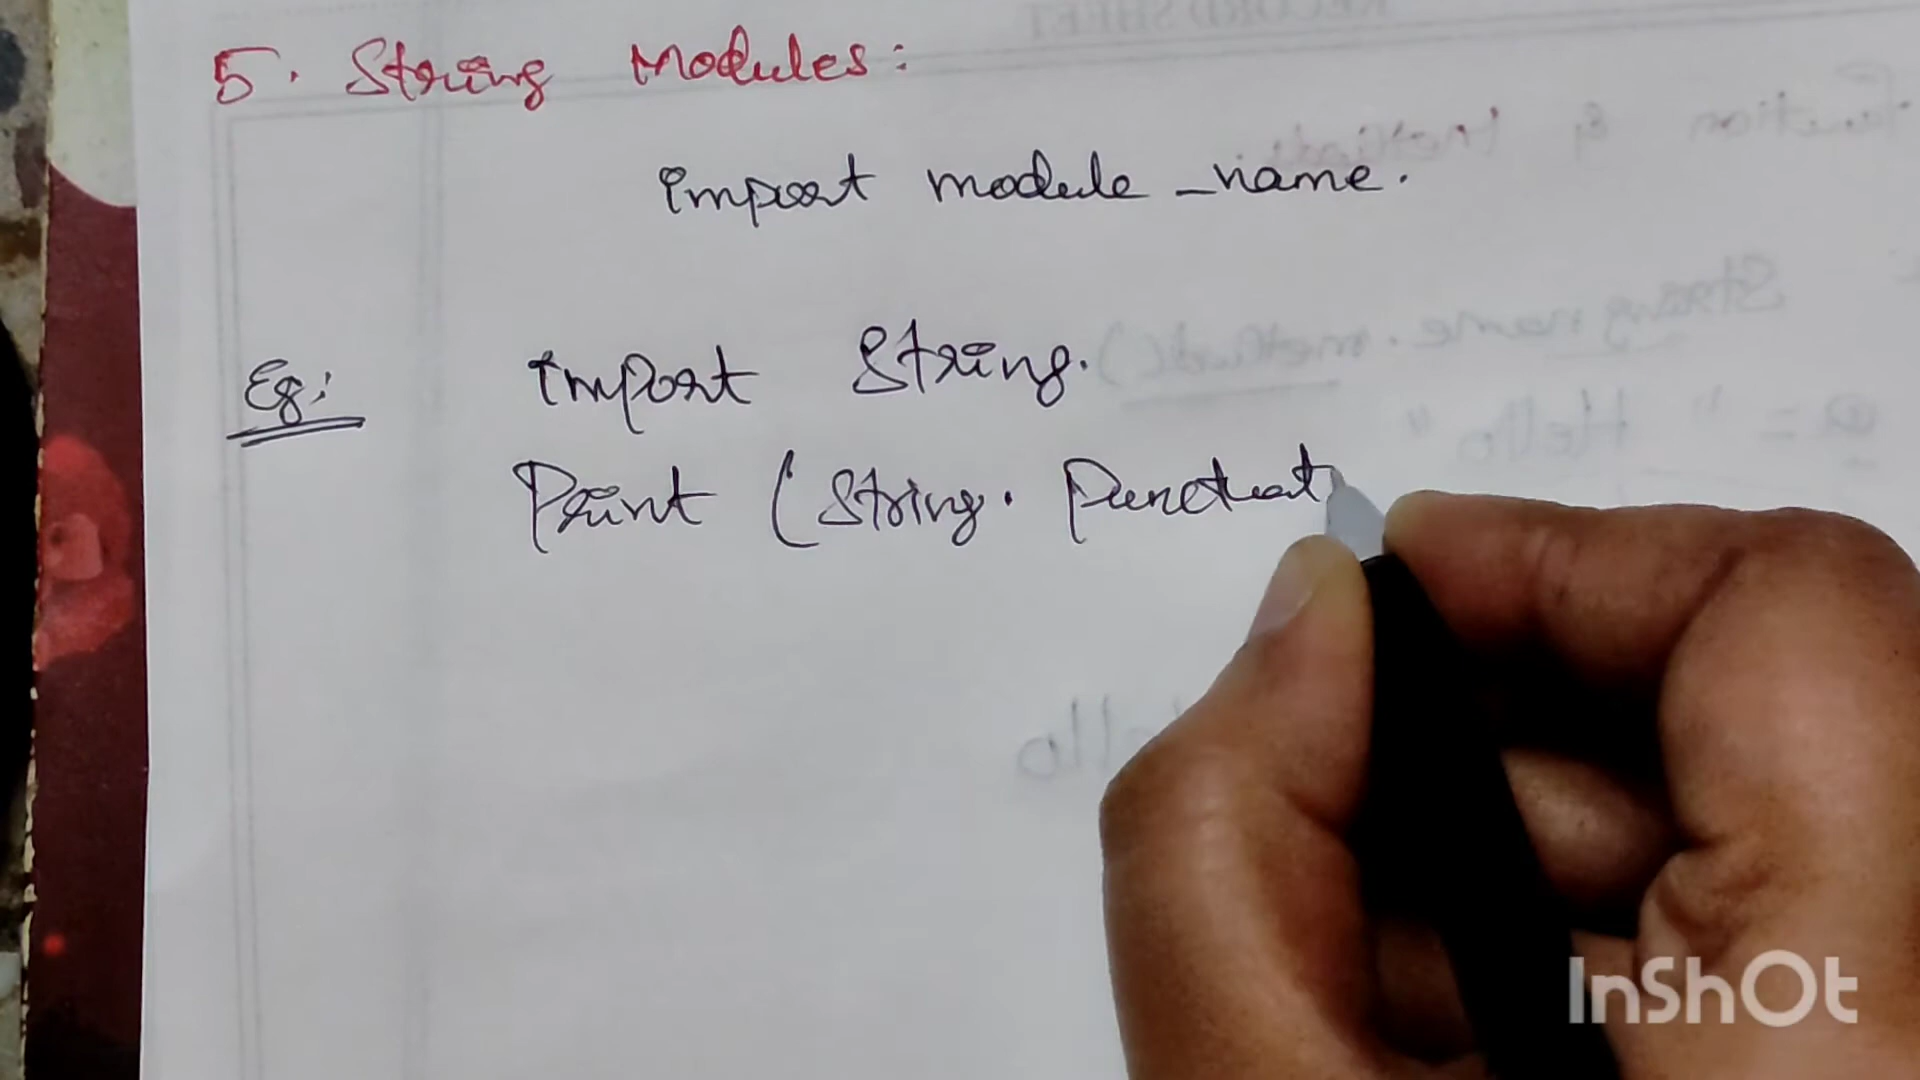 5. String Modules:
import module_name.
Eg:
import String.
Print (String. Punctuat
InShOt